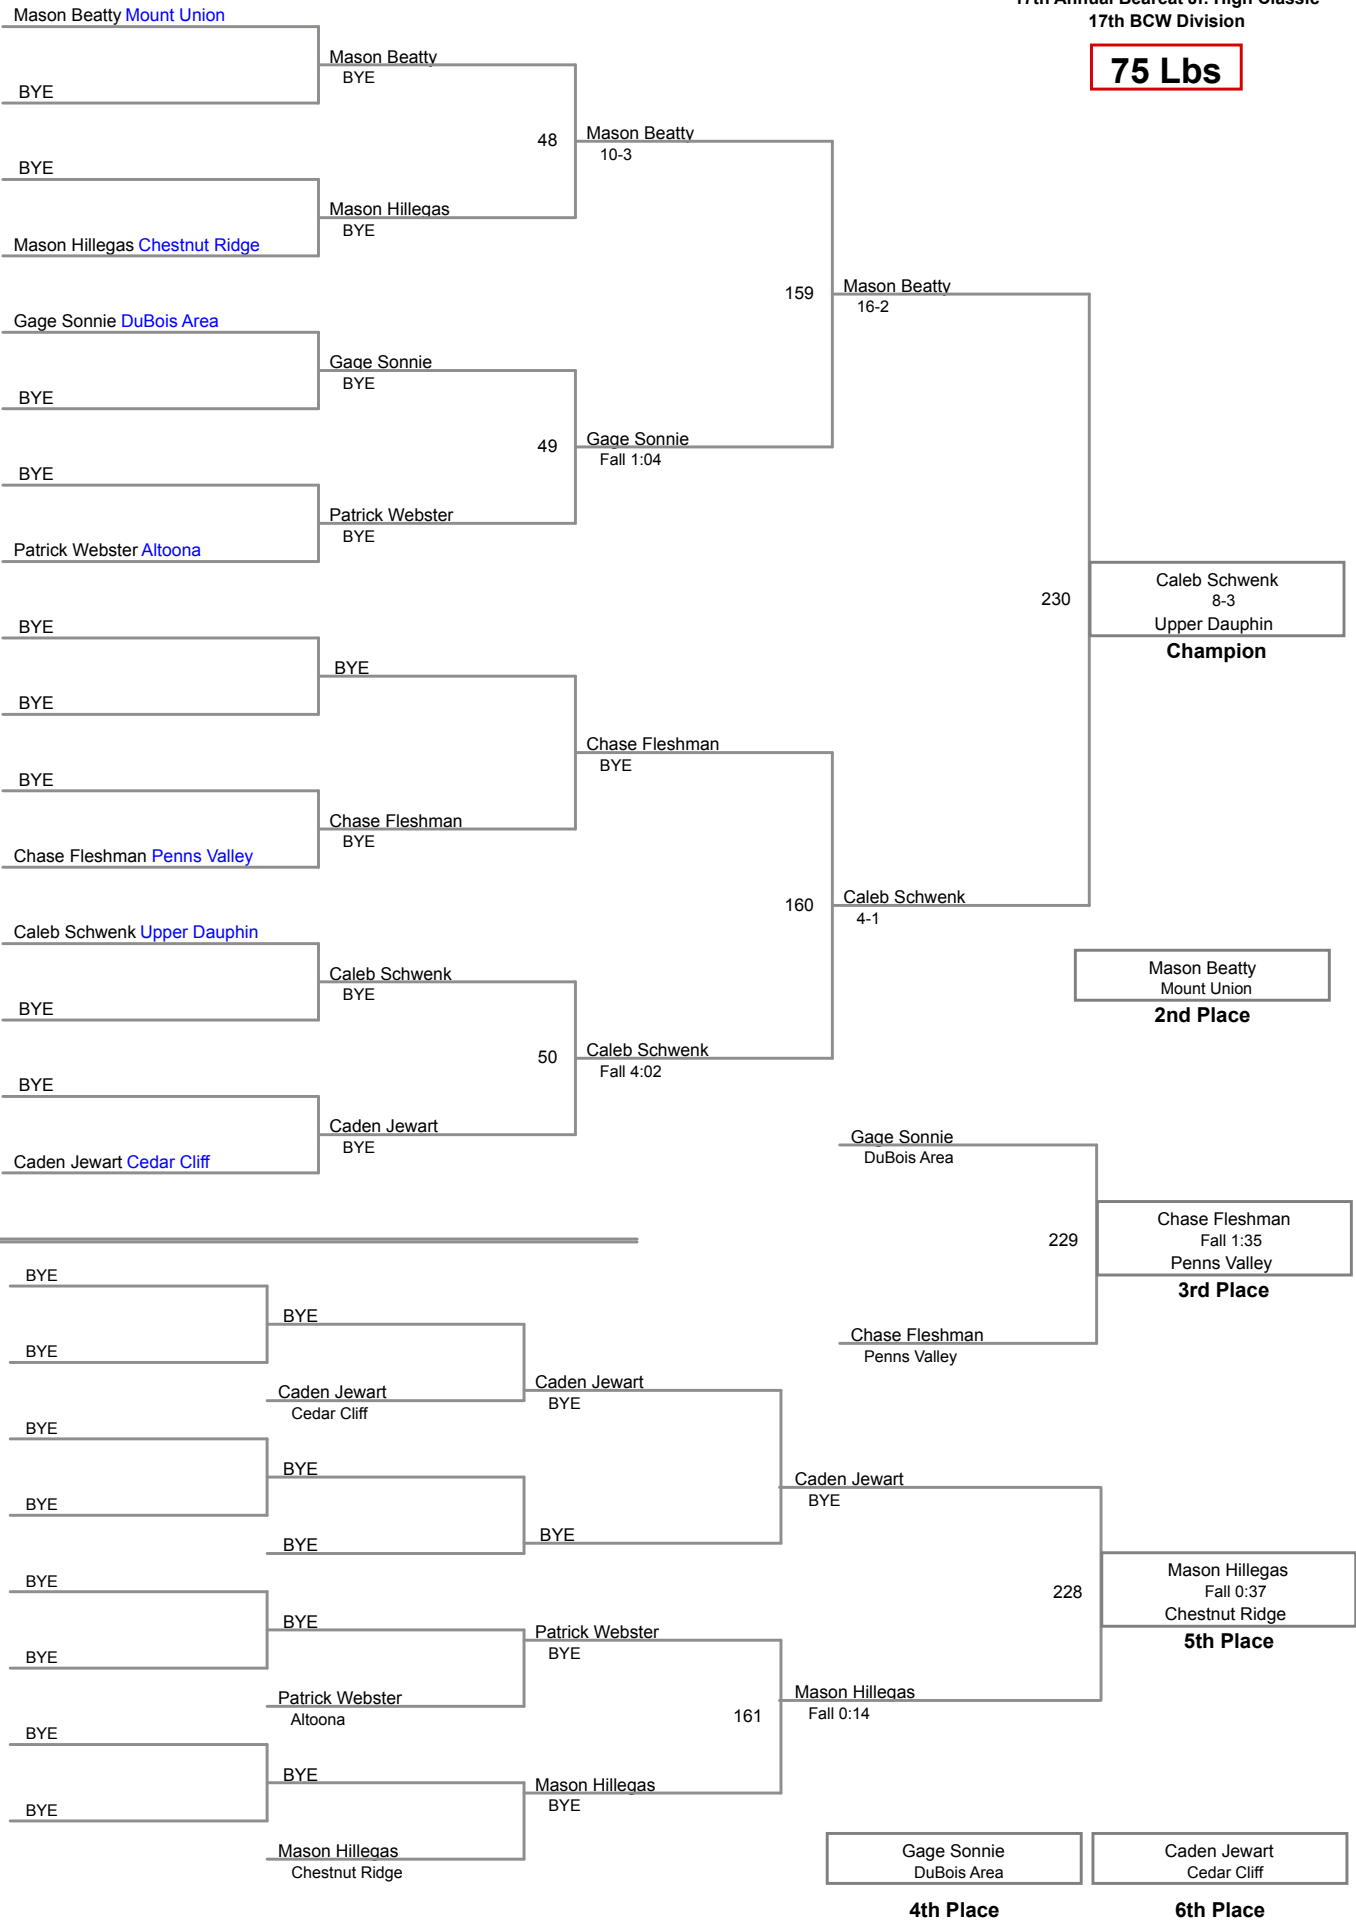 17th Annual Bearcat Jr. High Classic
17th BCW Division
75 Lbs
Mason Beatty Mount Union
BYE
BYE
Mason Hillegas Chestnut Ridge
Gage Sonnie DuBois Area
BYE
BYE
Patrick Webster Altoona
BYE
BYE
BYE
Chase Fleshman Penns Valley
Caleb Schwenk Upper Dauphin
BYE
BYE
Caden Jewart Cedar Cliff
Mason Beatty
BYE
Mason Hillegas
BYE
Gage Sonnie
BYE
Patrick Webster
BYE
BYE
Chase Fleshman
BYE
Caleb Schwenk
BYE
Caden Jewart
BYE
48
Mason Beatty
10-3
49
Gage Sonnie
Fall 1:04
Chase Fleshman
BYE
50
Caleb Schwenk
Fall 4:02
159
Mason Beatty
16-2
160
Caleb Schwenk
4-1
230
Caleb Schwenk
8-3
Upper Dauphin
Champion
Mason Beatty
Mount Union
2nd Place
Gage Sonnie
DuBois Area
229
Chase Fleshman
Penns Valley
Chase Fleshman
Fall 1:35
Penns Valley
3rd Place
BYE
BYE
BYE
BYE
BYE
BYE
BYE
BYE
BYE
Caden Jewart
Cedar Cliff
BYE
BYE
BYE
Patrick Webster
Altoona
BYE
Mason Hillegas
Chestnut Ridge
Caden Jewart
BYE
BYE
Patrick Webster
BYE
Mason Hillegas
BYE
Caden Jewart
BYE
161
Mason Hillegas
Fall 0:14
228
Mason Hillegas
Fall 0:37
Chestnut Ridge
5th Place
Gage Sonnie
DuBois Area
4th Place
Caden Jewart
Cedar Cliff
6th Place